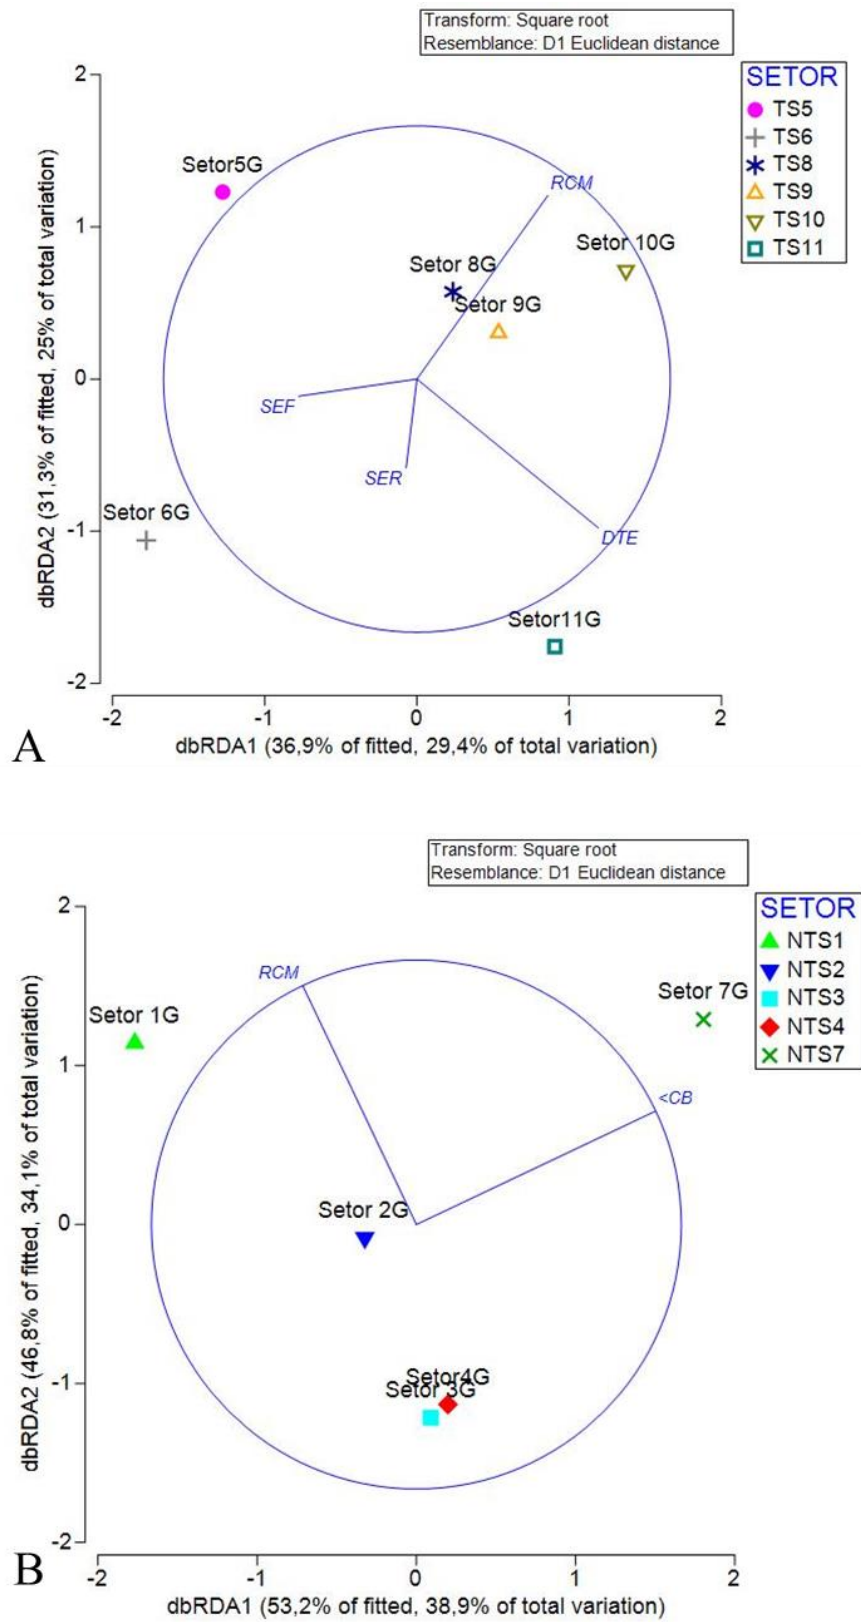 Transform: Square root
Resemblance: D1 Euclidean distance
SETOR
TS5
TS6
TS8
TS9
TS10
TS11
2
1
0
-1
-2
dbRDA2 (31,3% of fitted, 25% of total variation)
Setor5G
RCM
Setor 10G
Setor 8G
Setor 9G
SEF
SER
Setor 6G
DTE
Setor11G
-2
-1
0
1
2
dbRDA1 (36,9% of fitted, 29,4% of total variation)
A
Transform: Square root
Resemblance: D1 Euclidean distance
SETOR
NTS1
NTS2
NTS3
NTS4
NTS7
2
1
0
-1
-2
dbRDA2 (46,8% of fitted, 34,1% of total variation)
RCM
Setor 7G
Setor 1G
<CB
Setor 2G
Setor4G
Setor 3G
-2
-1
0
1
2
dbRDA1 (53,2% of fitted, 38,9% of total variation)
B